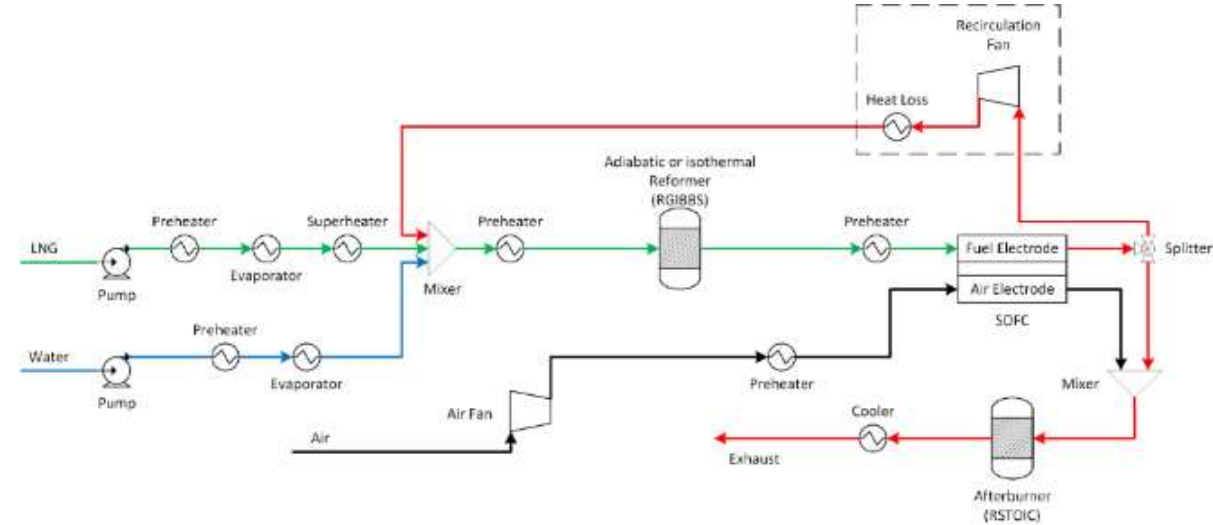 Recirculation
Fan
Heat Loss
Adiabatic or isothermal
Reformer
(RGIBBS)
Preheater
Superheater
Preheater
Preheater
LNG
Evaporator
Mixer
Pump
Fuel Electrode
Splitter
Air Electrode
SOFC
Preheater
Water
Evaporator
Pump
Preheater
Mixer
Air Fan
Cooler
Air
Exhaust
Afterburner
(RSTOIC)